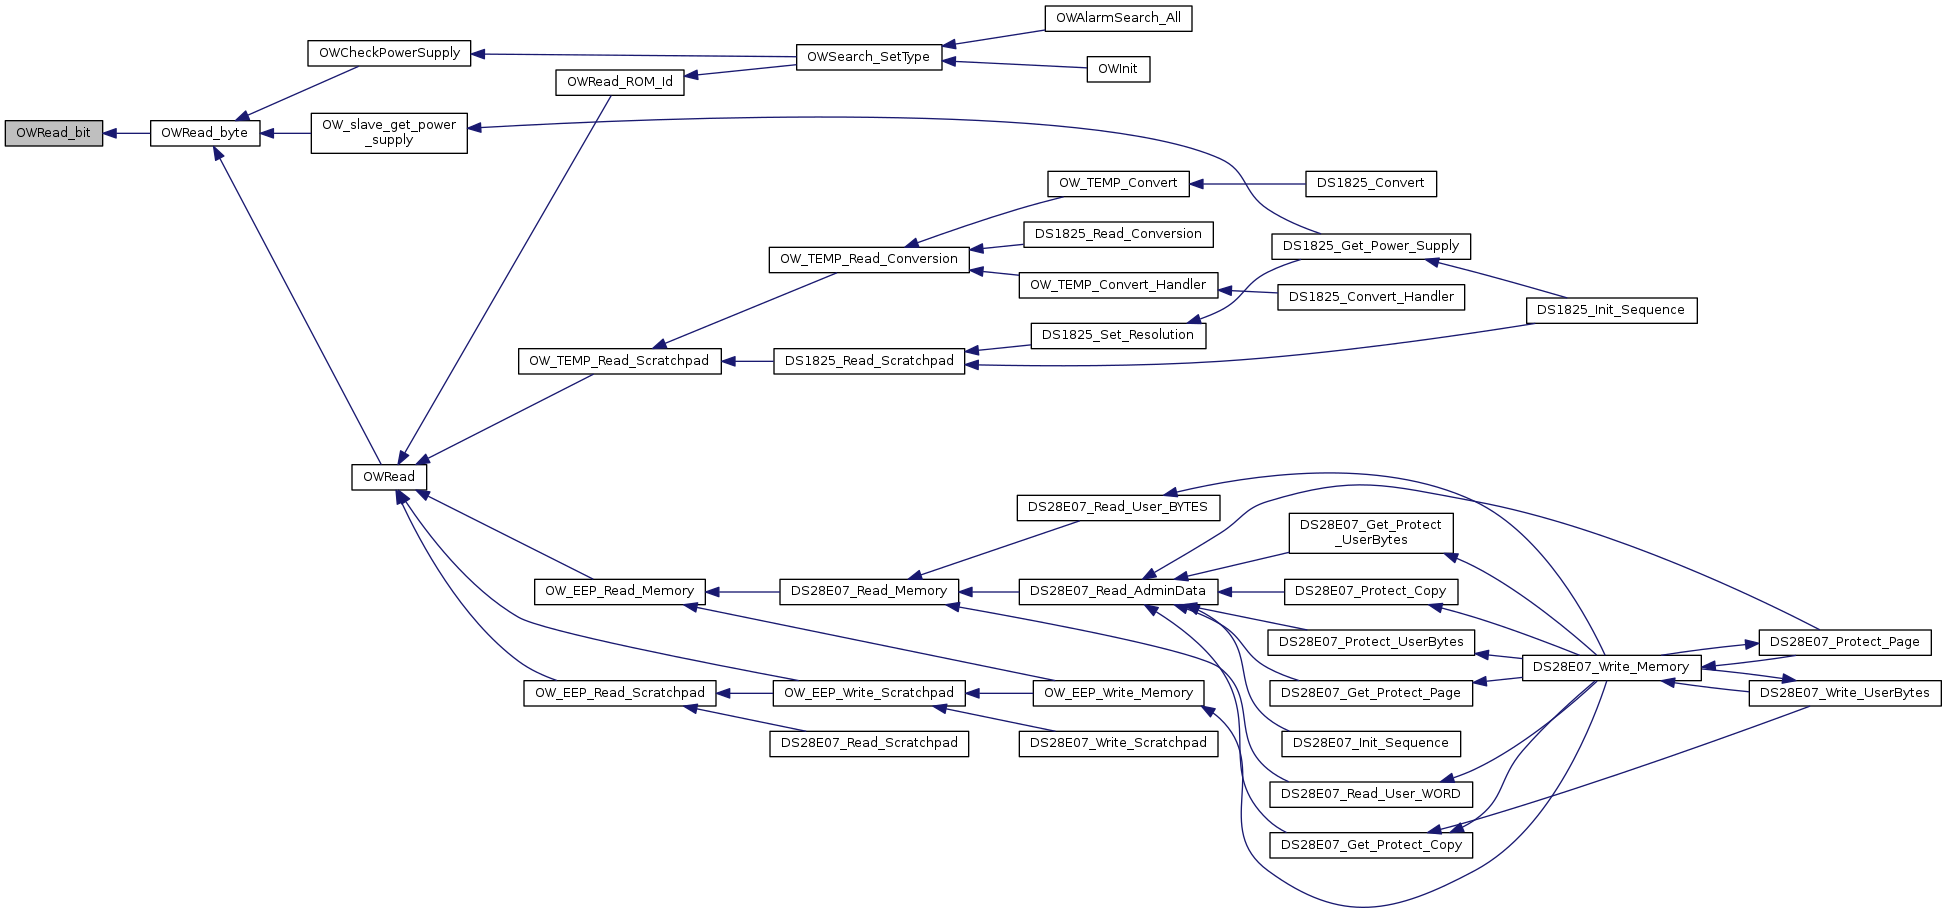 OWAlarmSearch_All
OWCheckPowerSupply
OWSearch_SetType
OWInit
OWRead_ROM_Id
OWRead_bit
OWRead_byte
OW_slave_get_power
_supply
OW_TEMP_Convert
DS1825_Convert
DS1825_Read_Conversion
DS1825_Get_Power_Supply
OW_TEMP_Read_Conversion
OW_TEMP_Convert_Handler
DS1825_Convert_Handler
DS1825_Init_Sequence
DS1825_Set_Resolution
OW_TEMP_Read_Scratchpad
DS1825_Read_Scratchpad
OWRead
DS28E07_Read_User_BYTES
DS28E07_Get_Protect
_UserBytes
OW_EEP_Read_Memory
DS28E07_Read_Memory
DS28E07_Read_AdminData
DS28E07_Protect_Copy
DS28E07_Protect_UserBytes
DS28E07_Protect_Page
DS28E07_Write_Memory
OW_EEP_Read_Scratchpad
OW_EEP_Write_Scratchpad
OW_EEP_Write_Memory
DS28E07_Get_Protect_Page
DS28E07_Write_UserBytes
DS28E07_Read_Scratchpad
DS28E07_Write_Scratchpad
DS28E07_Init_Sequence
DS28E07_Read_User_WORD
DS28E07_Get_Protect_Copy